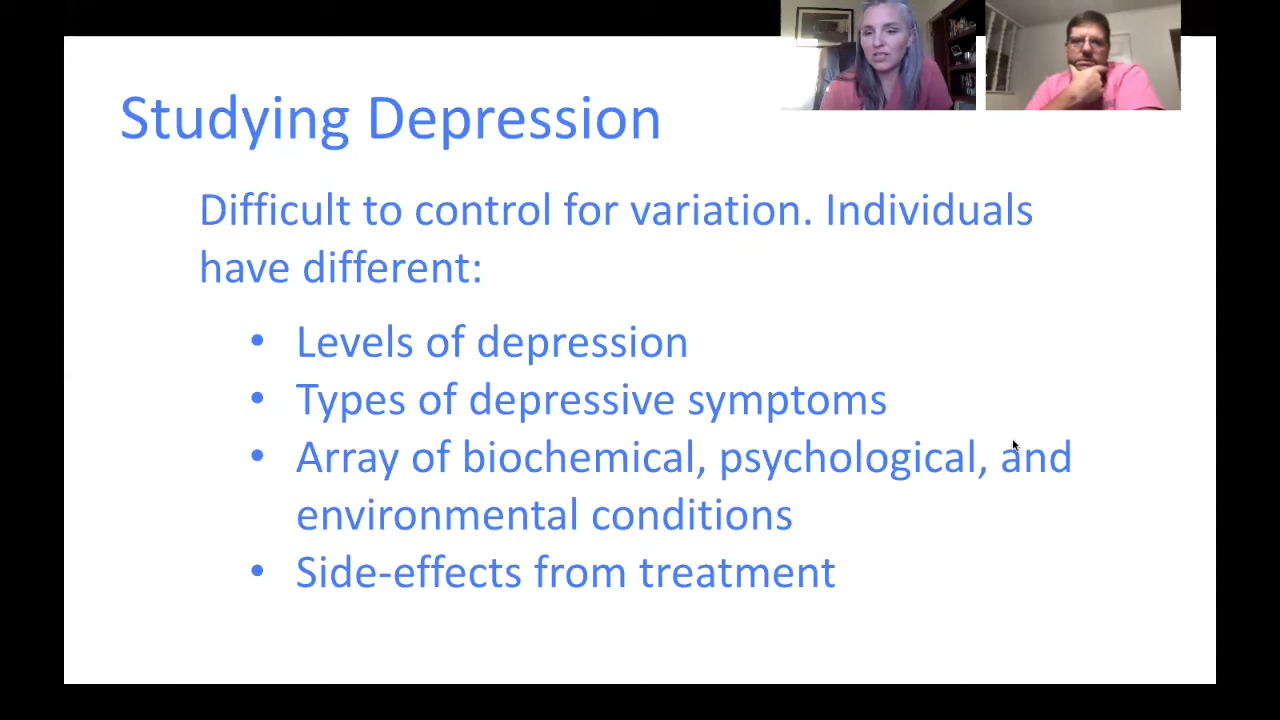 Studying Depression
Difficult to control for variation. Individuals
have different:
• Levels of depression
• Types of depressive symptoms
• Array of biochemical, psychological, and
environmental conditions
• Side-effects from treatment